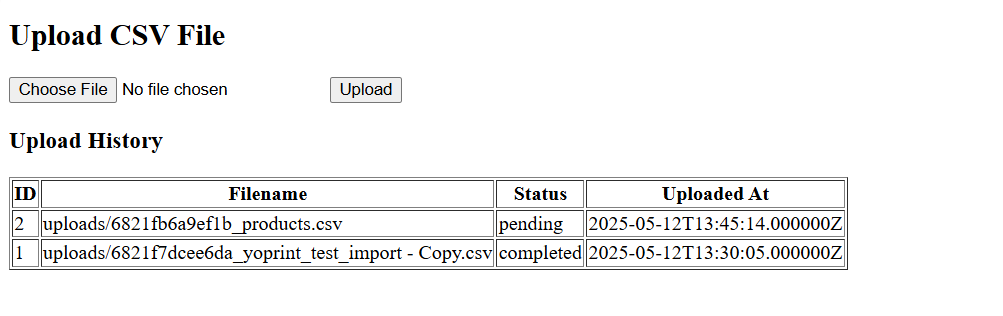 Upload CSV File
Choose File No file chosen Upload
Upload History
ID Filename Status Uploaded At
2 uploads/6821fb6a9ef1b_products.csv pending 2025-05-12T13:45:14.000000Z
1 uploads/6821f7dcee6da_yoprint_test_import - Copy.csv completed 2025-05-12T13:30:05.000000Z